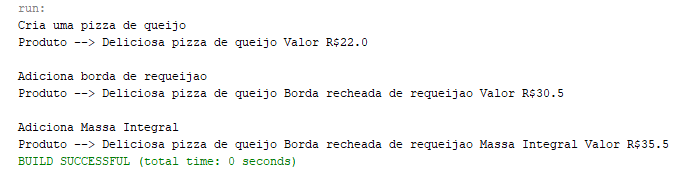 run:
Cria uma pizza de queijo
Produto --> Deliciosa pizza de queijo Valor R$22.0
Adiciona borda de requeijao
Produto --> Deliciosa pizza de queijo Borda recheada de requeijao Valor R$30.5
Adiciona Massa Integral
Produto --> Deliciosa pizza de queijo Borda recheada de requeijao Massa Integral Valor R$35.5
BUILD SUCCESSFUL (total time: 0 seconds)